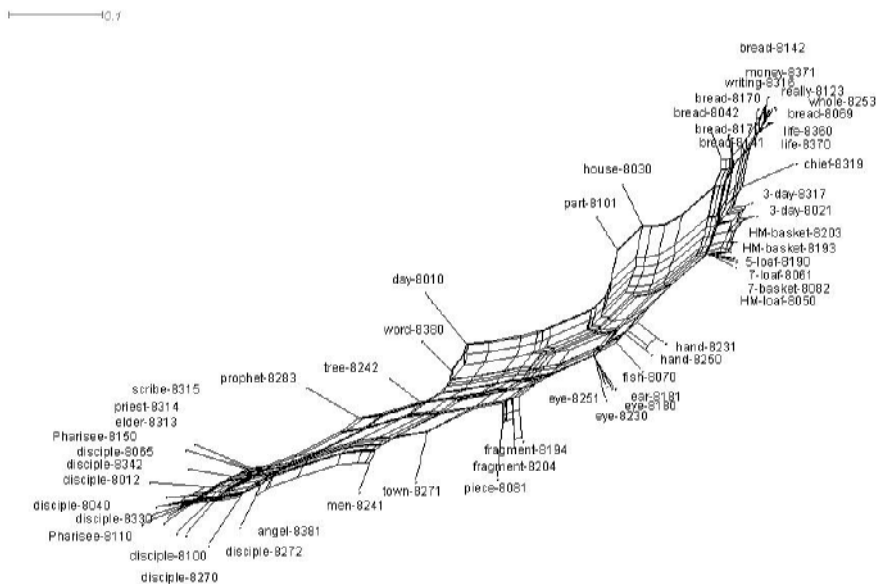 0.1
bread-8142
money-8371
writing-8316
really-8123
bread-8170
whole-8253
bread-8042
bread-8069
bread-817
life-8360
bread-8141
life-8370
chief-8319
house-8030
3-day-8317
part-8101
3-day-8021
HM-basket-8203
HM-basket-8193
5-loaf-8190
7-loaf-8061
day-8010
7-basket-8082
HM-loaf-8050
word-8380
hand-8231
hand-8250
tree-8242
fish-8070
prophet-8283
scribe-8315
eye-8251
ear-8181
eye-8180
priest-8314
eye-8230
elder-8313
Pharisee-8150
disciple-8065
fragment-8194
disciple-8342
fragment-8204
disciple-8012
piece-8081
town-8271
men-8241
disciple-8040
disciple-8330
angel-8381
Pharisee-8110
disciple-8100
disciple-8272
disciple-8270